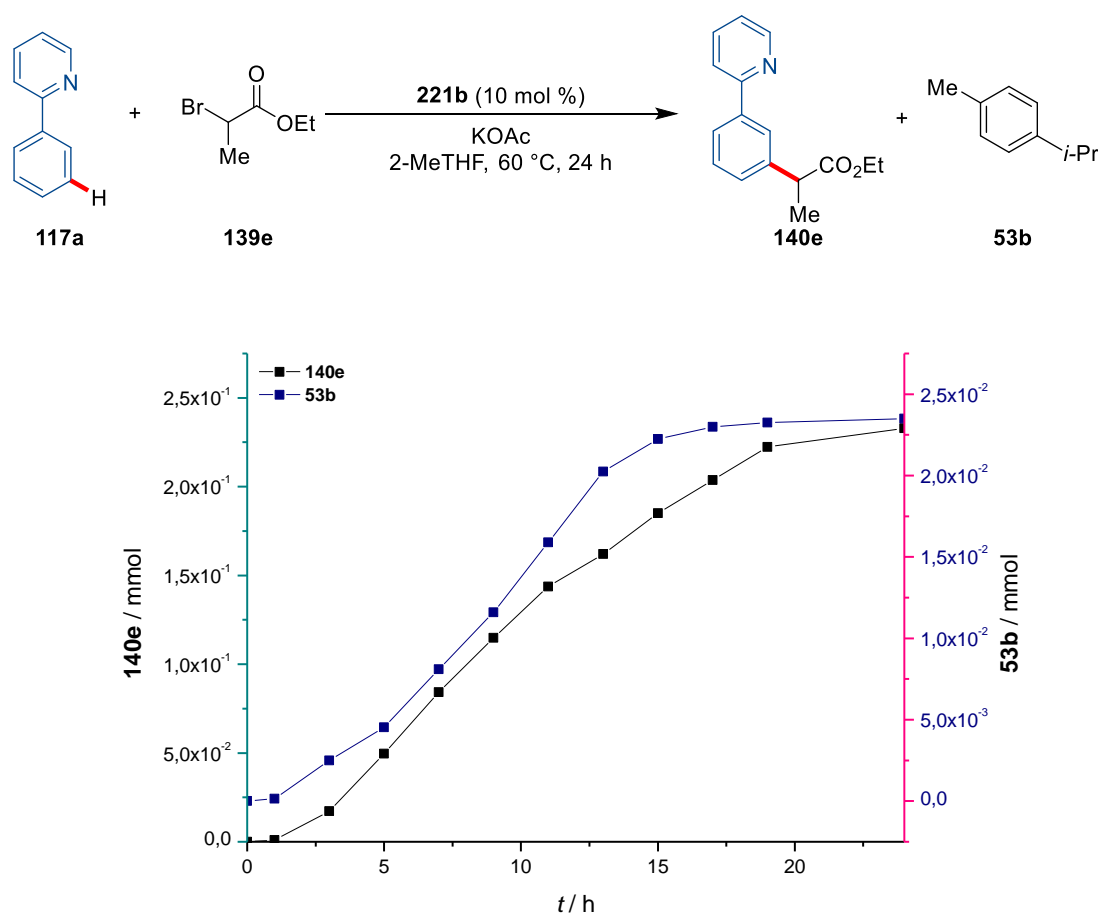 N
H
117a
+
Br
O
OEt
Me
139e
221b (10 mol %)
KOAc
2-MeTHF, 60 °C, 24 h
N
CO₂Et
Me
140e
+
Me
i-Pr
53b
140e
53b
2,5x10⁻¹
2,0x10⁻¹
1,5x10⁻¹
1,0x10⁻¹
5,0x10⁻²
0,0
140e / mmol
2,5x10⁻²
2,0x10⁻²
1,5x10⁻²
1,0x10⁻²
5,0x10⁻³
0,0
53b / mmol
0 5 10 15 20
t / h